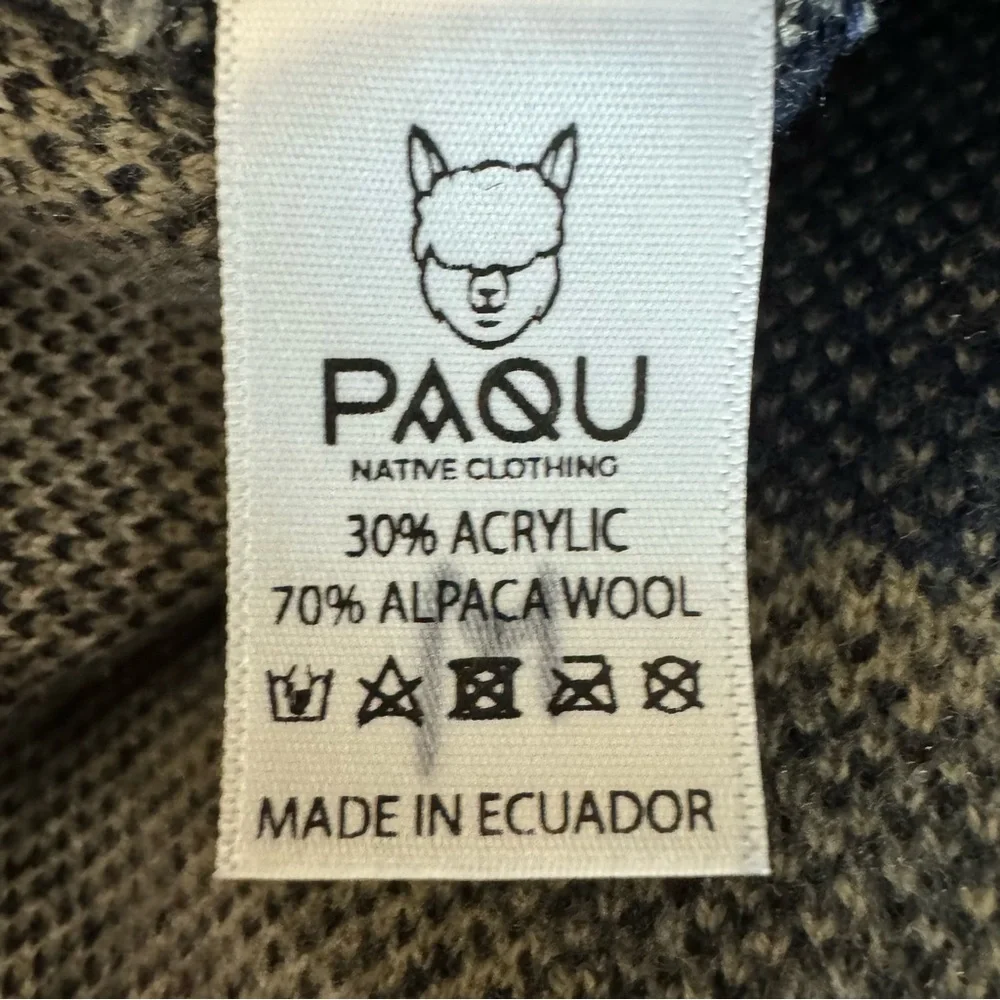 PAQU
NATIVE CLOTHING
30% ACRYLIC
70% ALPACA WOOL
MADE IN ECUADOR